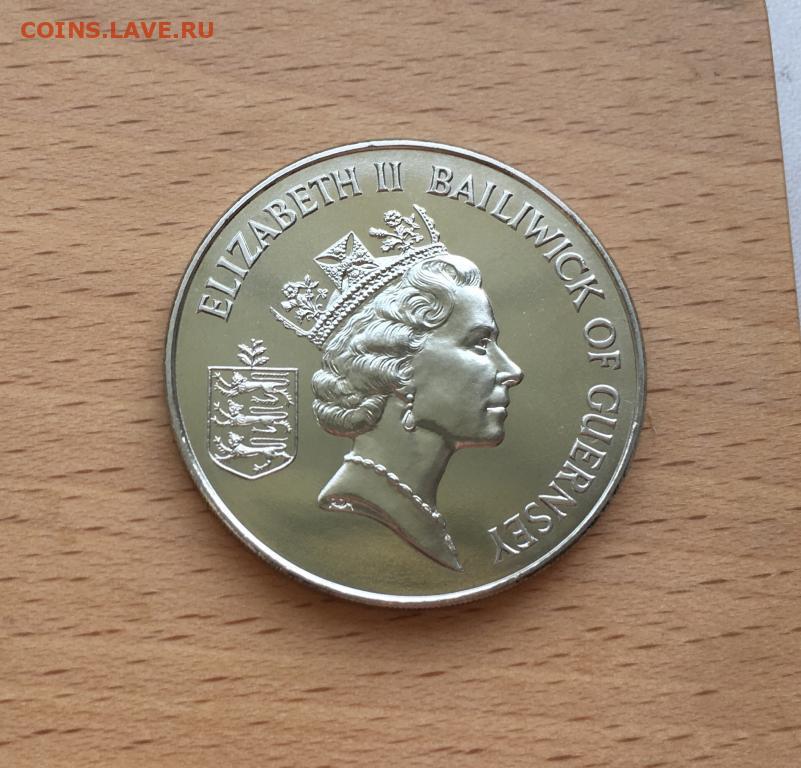 COINS.LAVE.RU
ELIZABETH II BAILIWICK OF GUERNSEY